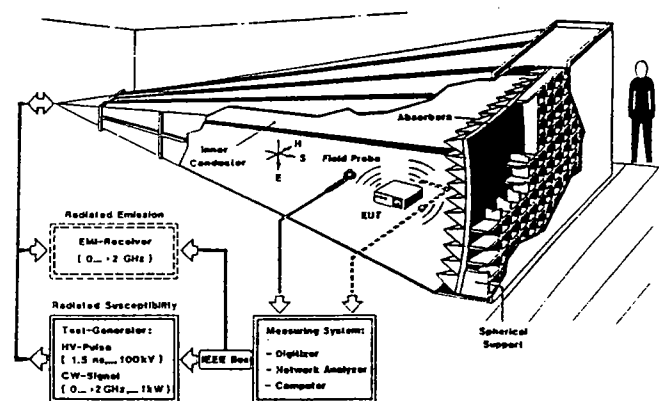 Absorbers
Inner
Conductor
H
S
E
Field Probe
EUT
Radiated Emission
EMI-Receiver
( 0... >2 GHz )
Radiated Susceptibility
Test-Generator:
HV-Pulse
( 1.5 ns,... 100kV )
CW-Signal
( 0... >2 GHz,... 1kW )
IEEE Bus
Measuring System:
- Digitizer
- Network Analyzer
- Computer
Spherical
Support